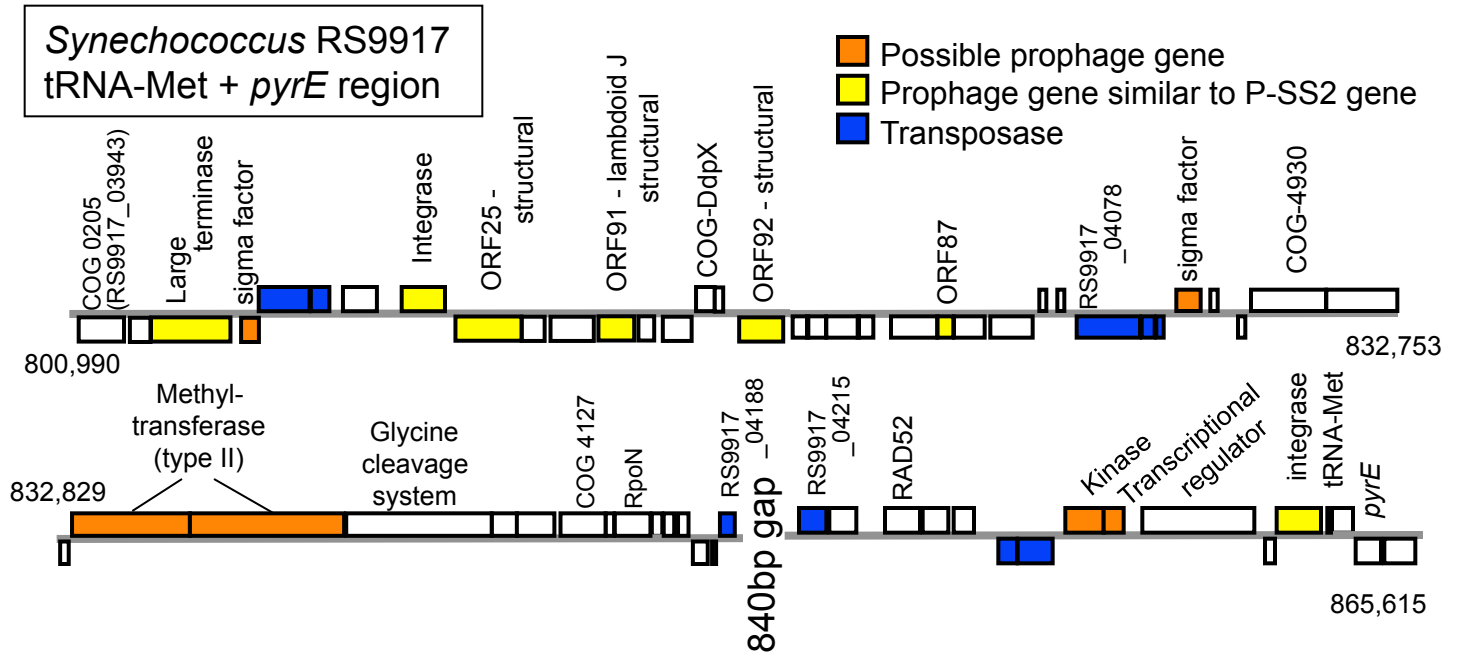 Synechococcus RS9917
tRNA-Met + pyrE region
Possible prophage gene
Prophage gene similar to P-SS2 gene
Transposase
COG 0205
(RS9917_03943)
Large
terminase
sigma factor
Integrase
ORF25 -
structural
ORF91 - lambdoid J
structural
COG-DdpX
ORF92 - structural
ORF87
RS9917
_04078
sigma factor
COG-4930
800,990
832,753
832,829
Methyl-
transferase
(type II)
Glycine
cleavage
system
COG 4127
RpoN
RS9917
_04188
840bp gap
RS9917
_04215
RAD52
Kinase
Transcriptional
regulator
integrase
tRNA-Met
pyrE
865,615